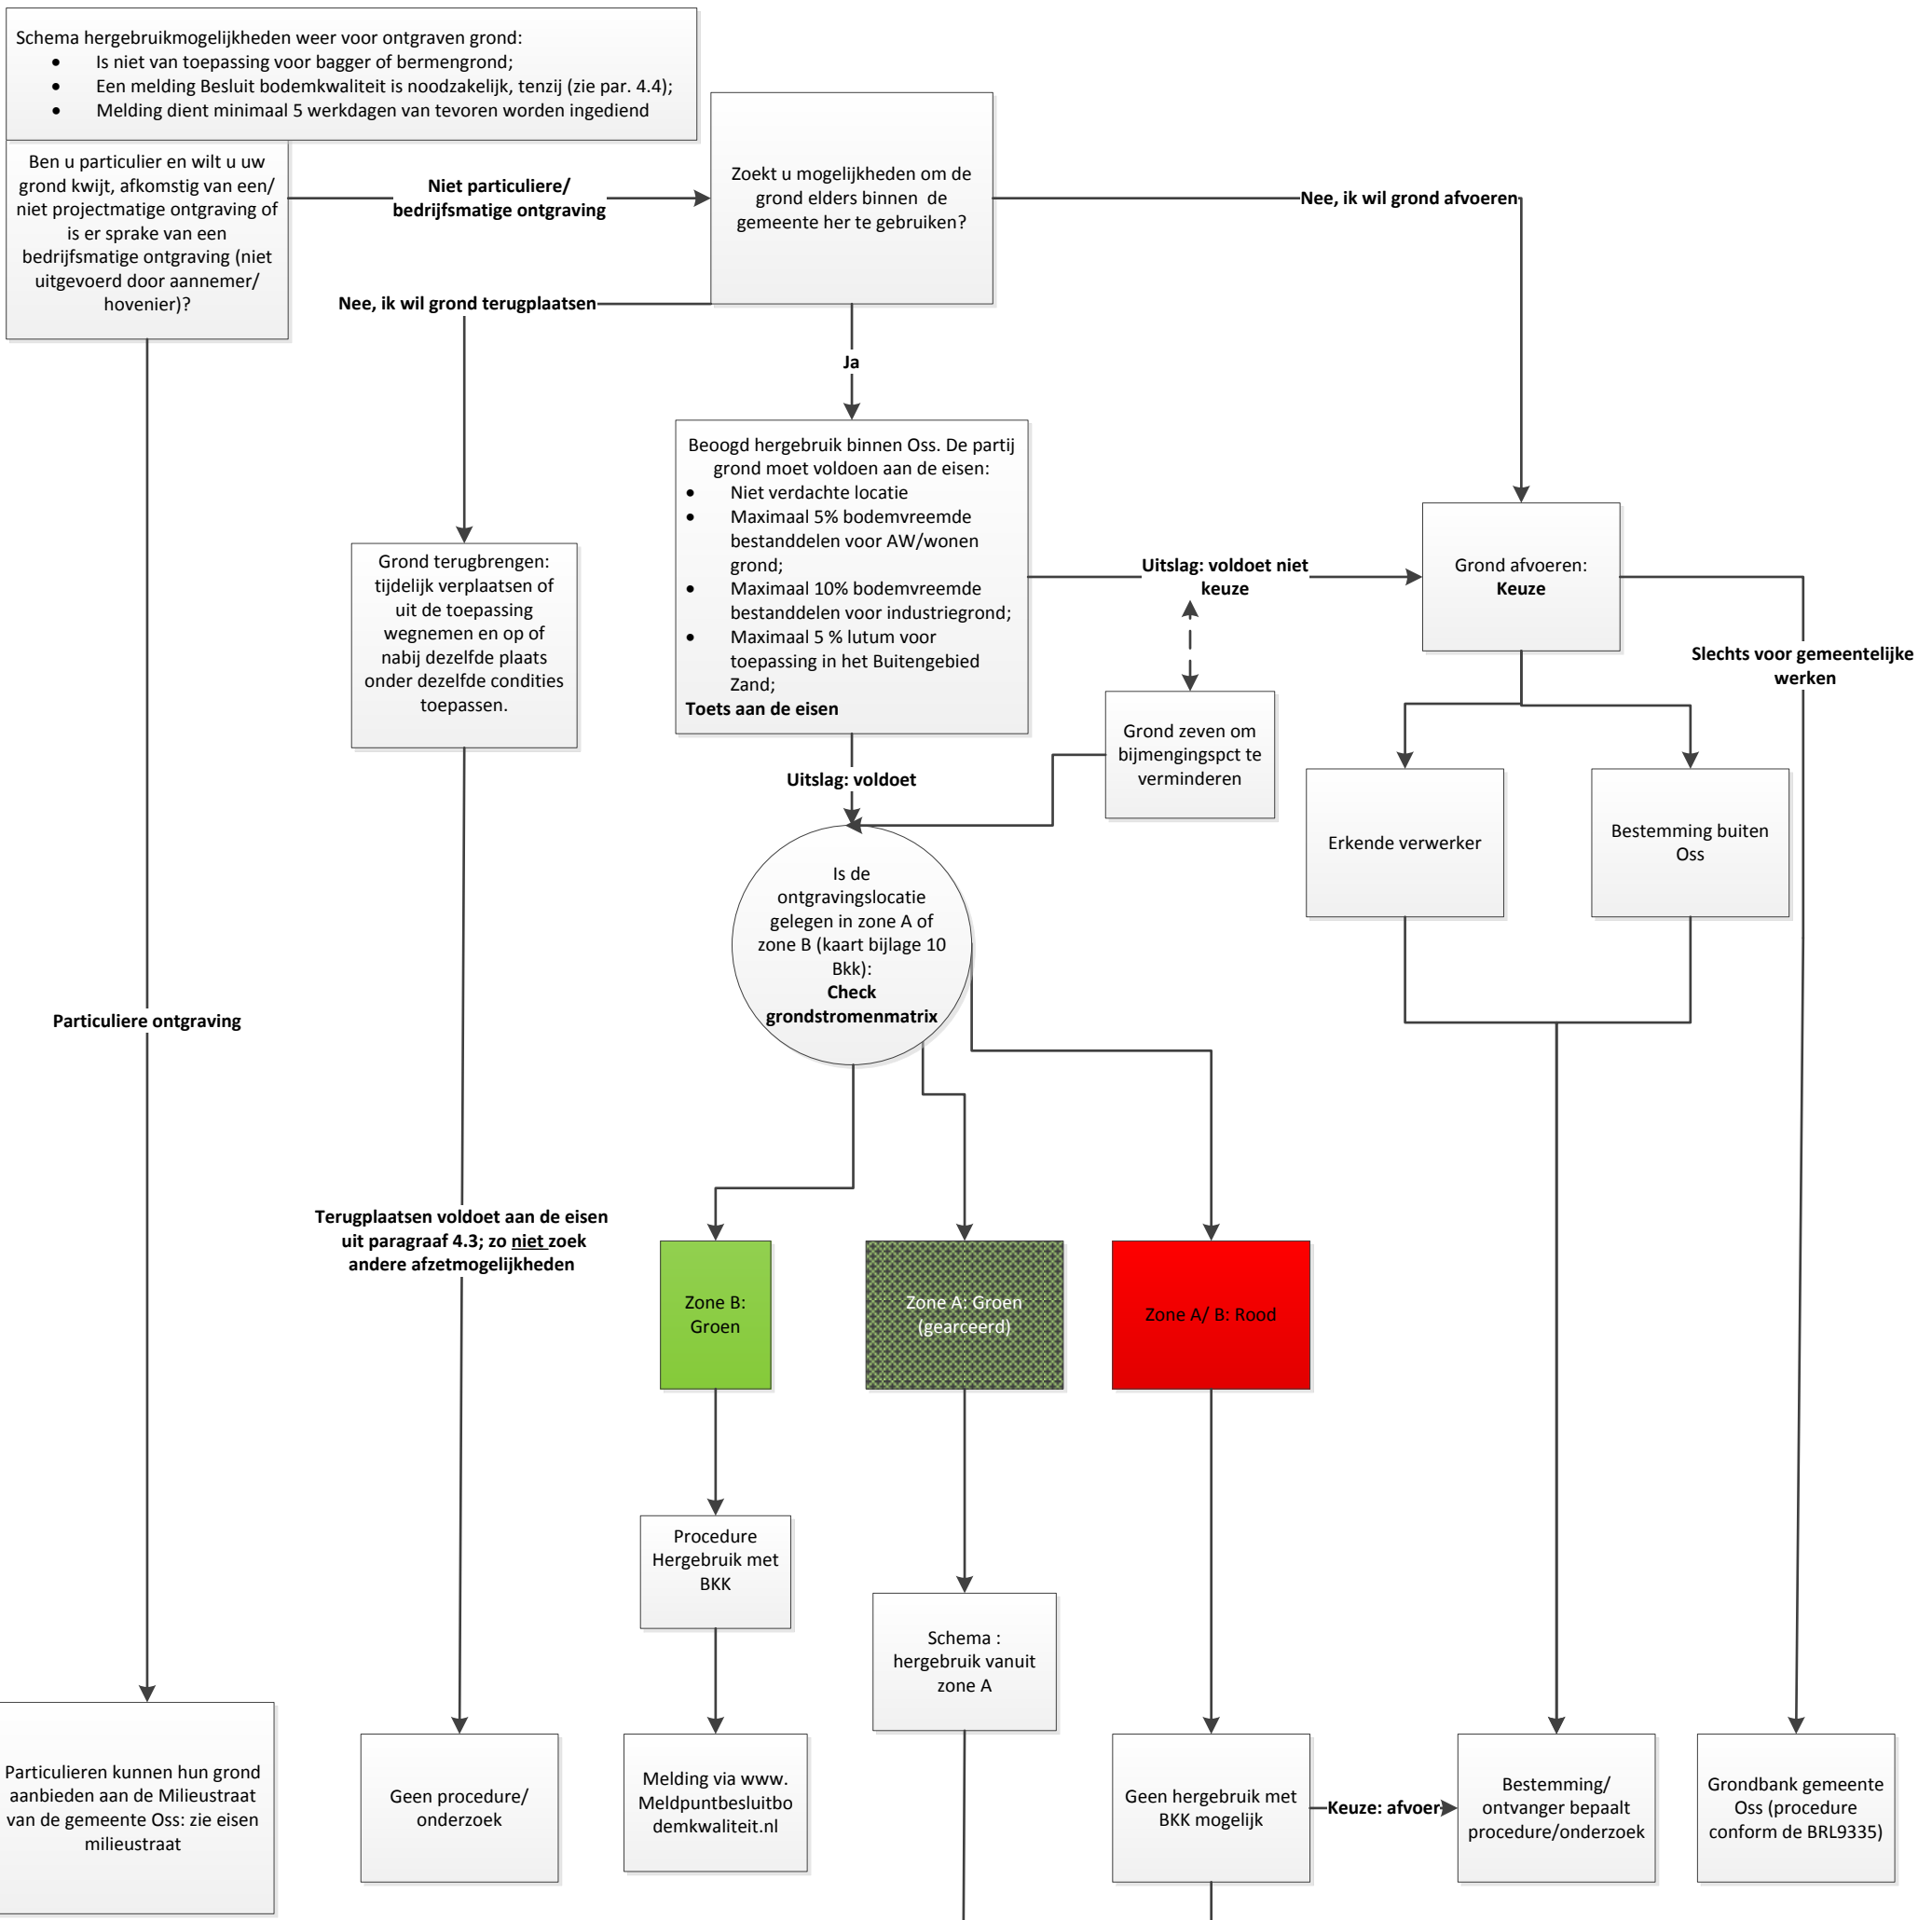 Schema hergebruikmogelijkheden weer voor ontgraven grond:
• Is niet van toepassing voor bagger of bermengrond;
• Een melding Besluit bodemkwaliteit is noodzakelijk, tenzij (zie par. 4.4);
• Melding dient minimaal 5 werkdagen van tevoren worden ingediend
Ben u particulier en wilt u uw
grond kwijt, afkomstig van een/
niet projectmatige ontgraving of
is er sprake van een
bedrijfsmatige ontgraving (niet
uitgevoerd door aannemer/
hovenier)?
Niet particuliere/
bedrijfsmatige ontgraving
Zoekt u mogelijkheden om de
grond elders binnen de
gemeente her te gebruiken?
Nee, ik wil grond afvoeren
Nee, ik wil grond terugplaatsen
Ja
Beoogd hergebruik binnen Oss. De partij
grond moet voldoen aan de eisen:
• Niet verdachte locatie
• Maximaal 5% bodemvreemde
bestanddelen voor AW/wonen
grond;
• Maximaal 10% bodemvreemde
bestanddelen voor industriegrond;
• Maximaal 5 % lutum voor
toepassing in het Buitengebied
Zand;
Toets aan de eisen
Grond terugbrengen:
tijdelijk verplaatsen of
uit de toepassing
wegnemen en op of
nabij dezelfde plaats
onder dezelfde condities
toepassen.
Uitslag: voldoet niet
keuze
Grond afvoeren:
Keuze
Slechts voor gemeentelijke
werken
Grond zeven om
bijmengingspct te
verminderen
Uitslag: voldoet
Erkende verwerker
Bestemming buiten
Oss
Is de
ontgravingslocatie
gelegen in zone A of
zone B (kaart bijlage 10
Bkk):
Check
grondstromenmatrix
Particuliere ontgraving
Terugplaatsen voldoet aan de eisen
uit paragraaf 4.3; zo niet zoek
andere afzetmogelijkheden
Zone B:
Groen
Zone A: Groen
(gearceerd)
Zone A/ B: Rood
Procedure
Hergebruik met
BKK
Schema :
hergebruik vanuit
zone A
Particulieren kunnen hun grond
aanbieden aan de Milieustraat
van de gemeente Oss: zie eisen
milieustraat
Geen procedure/
onderzoek
Melding via www.
Meldpuntbesluitbo
demkwaliteit.nl
Geen hergebruik met
BKK mogelijk
Keuze: afvoer
Bestemming/
ontvanger bepaalt
procedure/onderzoek
Grondbank gemeente
Oss (procedure
conform de BRL9335)